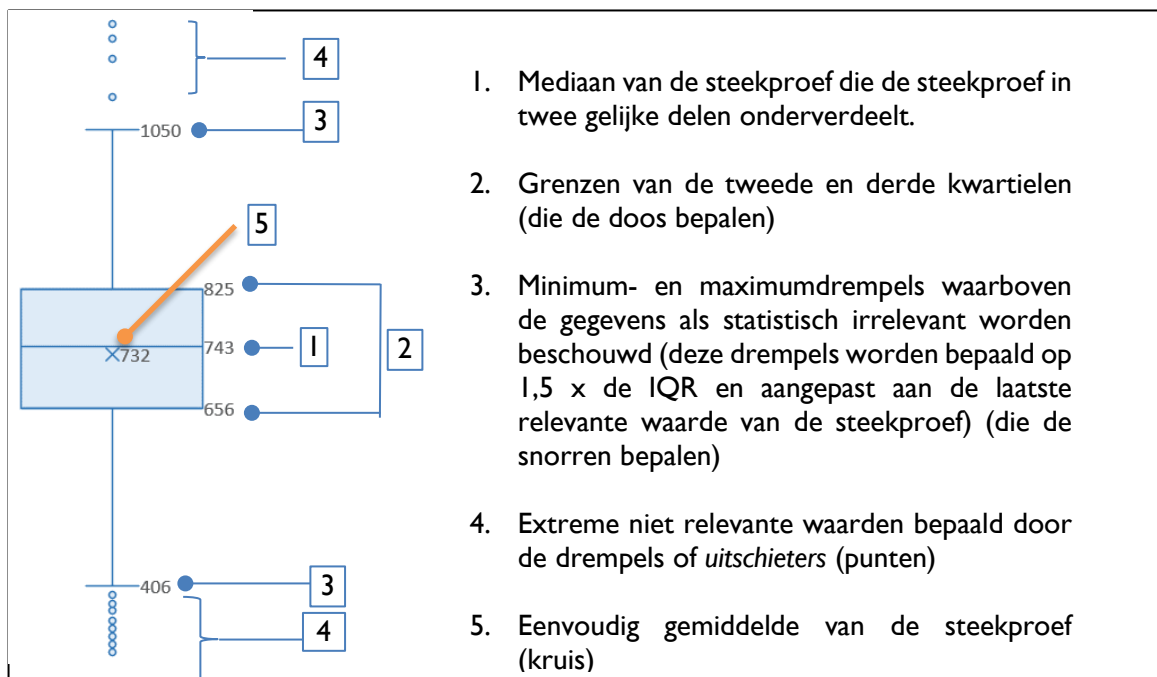 4
1050
3
5
825
743
1
2
732
656
406
3
4
1. Mediaan van de steekproef die de steekproef in
twee gelijke delen onderverdeelt.
2. Grenzen van de tweede en derde kwartielen
(die de doos bepalen)
3. Minimum- en maximumdrempels waarboven
de gegevens als statistisch irrelevant worden
beschouwd (deze drempels worden bepaald op
1,5 x de IQR en aangepast aan de laatste
relevante waarde van de steekproef) (die de
snorren bepalen)
4. Extreme niet relevante waarden bepaald door
de drempels of uitschieters (punten)
5. Eenvoudig gemiddelde van de steekproef
(kruis)